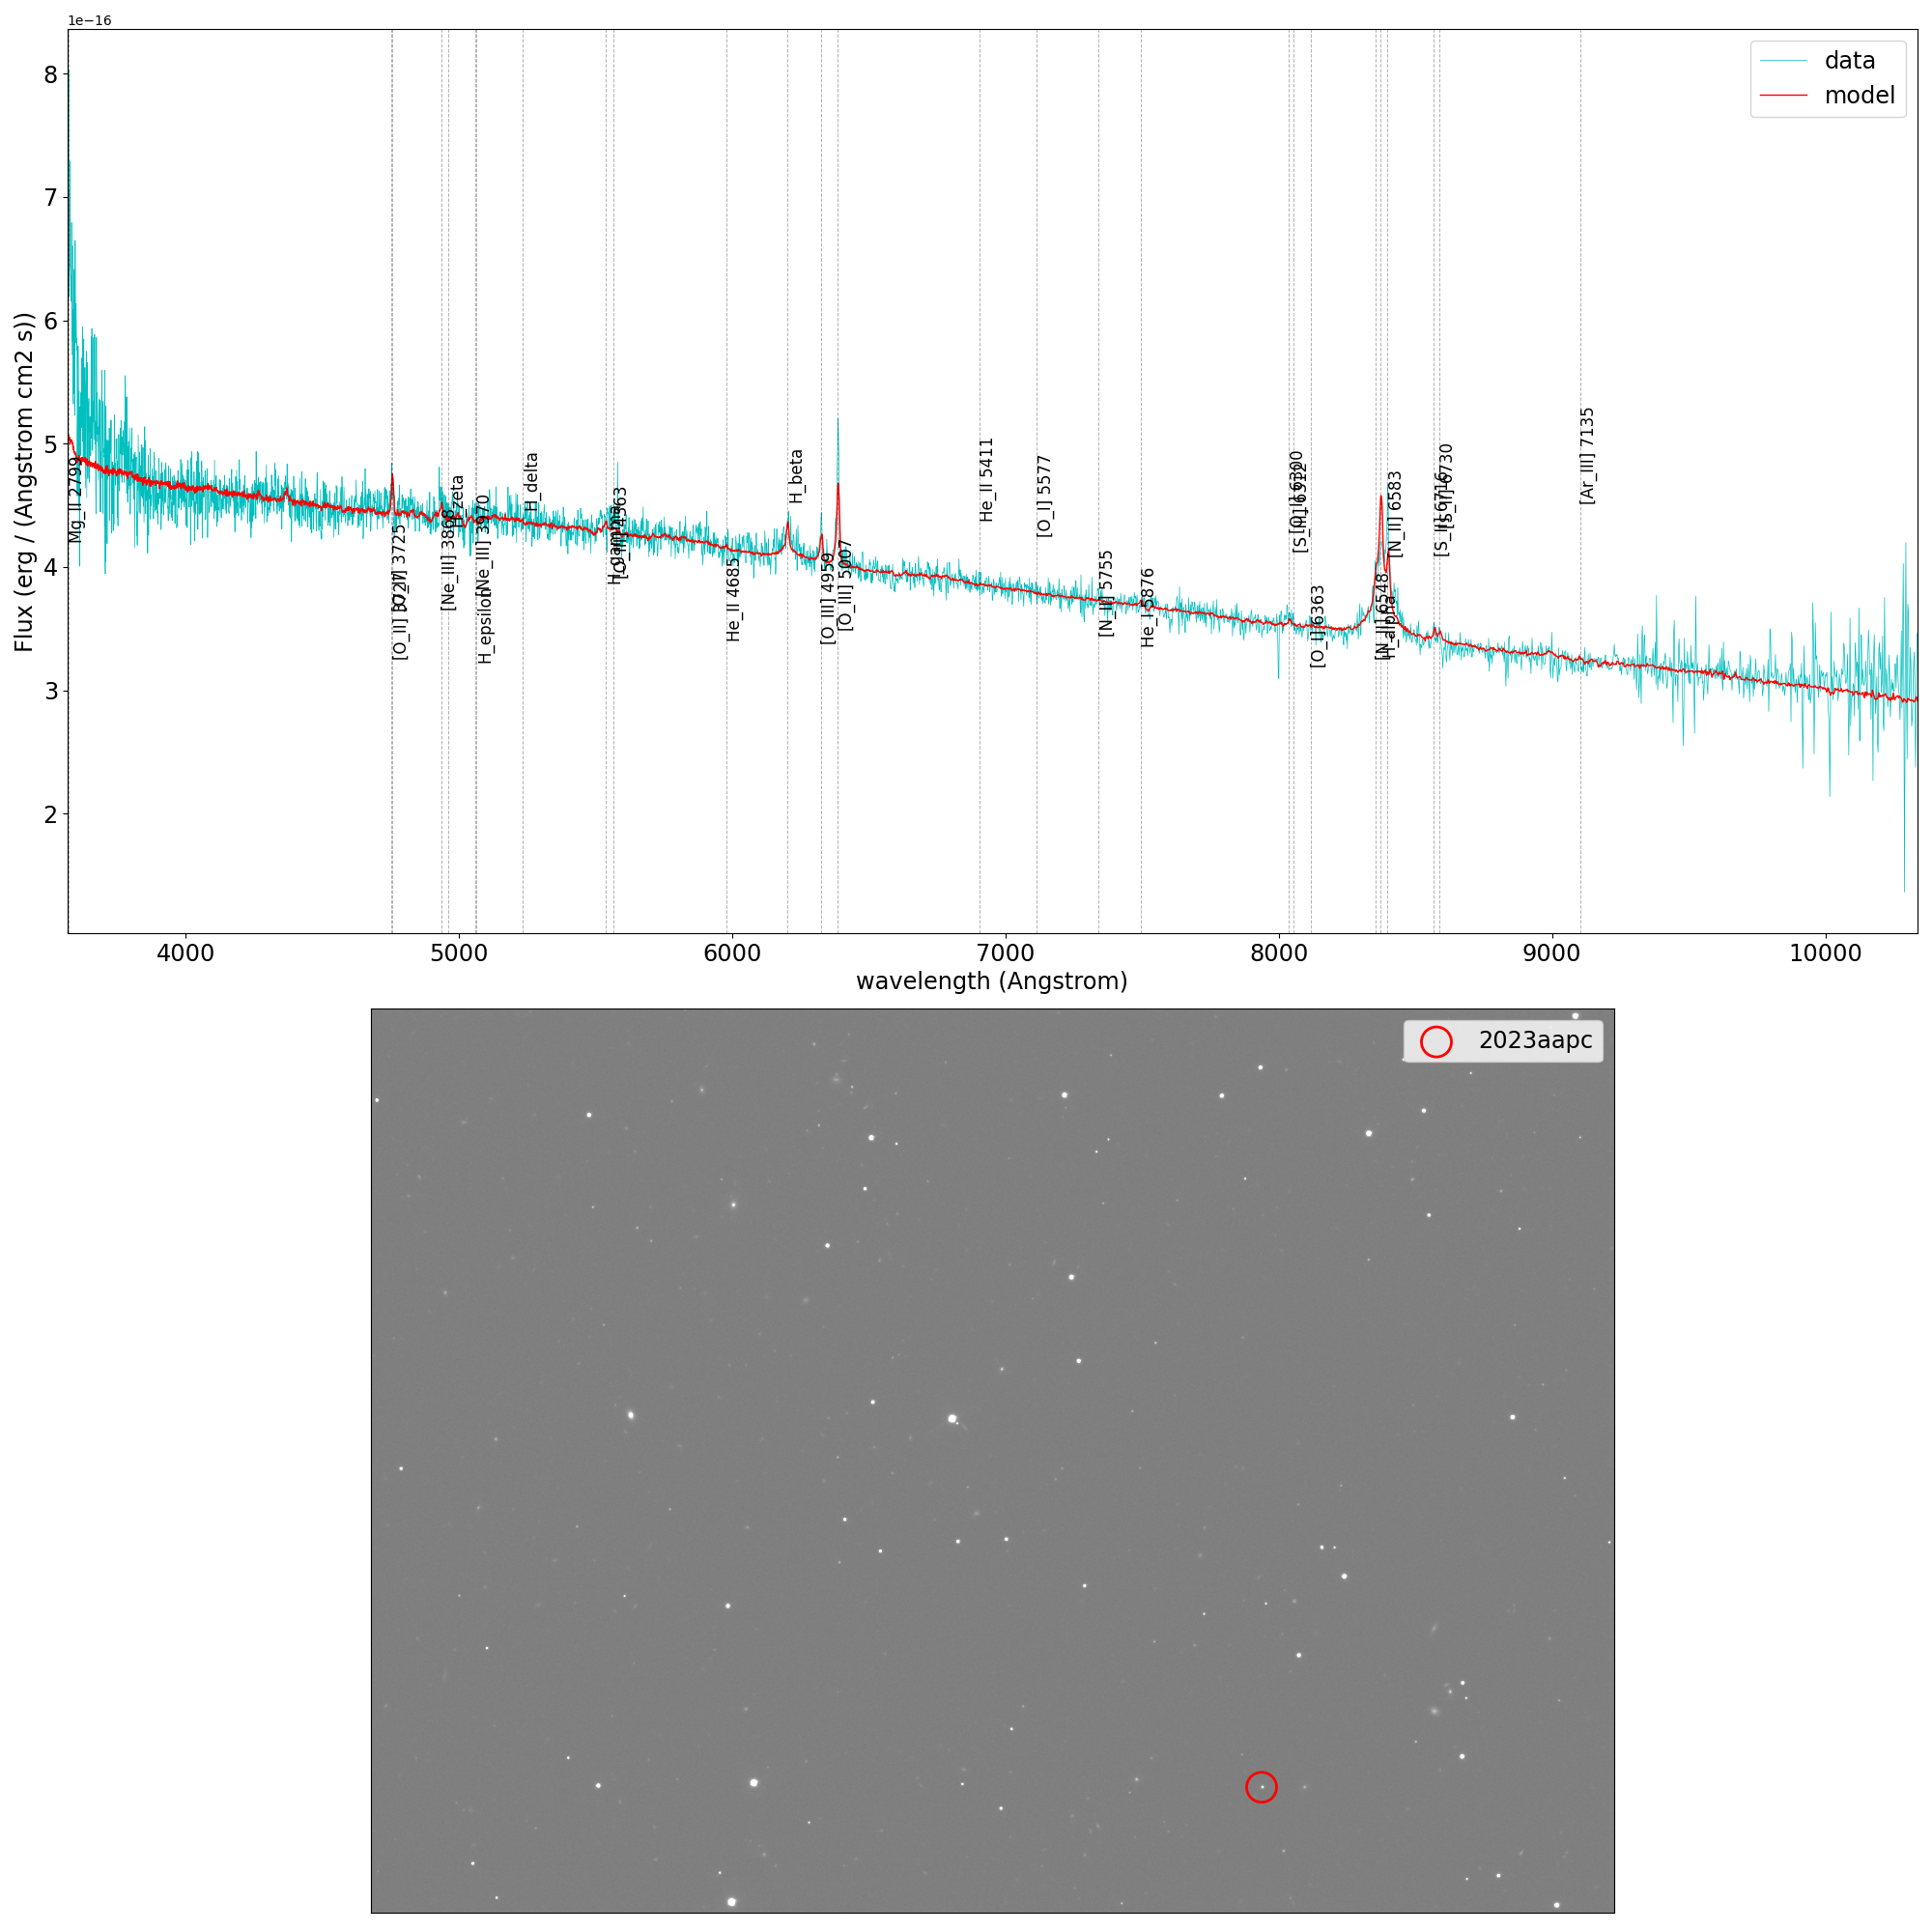 1e−16
8
7
6
5
4
3
2
Flux (erg / (Angstrom cm2 s))
data
model
Mg_II 2799
[O_II] 3725
[O_II] 3727
[Ne_III] 3868
H_zeta
[Ne_III] 3970
H_epsilon
H_delta
H_gamma
[O_III] 4363
He_II 4685
H_beta
[O_III] 4959
[O_III] 5007
He_II 5411
[O_I] 5577
[N_II] 5755
He_I 5876
[O_I] 6300
[S_III] 6312
[O_I] 6363
[N_II] 6548
H_alpha
[N_II] 6583
[S_II] 6716
[S_II] 6730
[Ar_III] 7135
4000
5000
6000
7000
8000
9000
10000
wavelength (Angstrom)
2023aapc